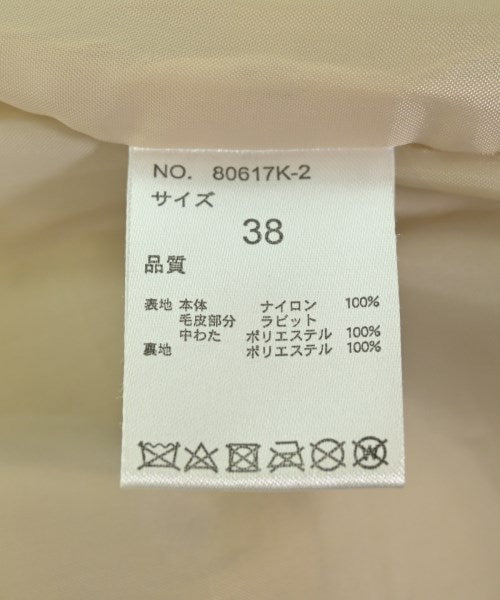 NO. 80617K-2
サイズ
38
品質
表地 本体 ナイロン 100%
毛皮部分 ラビット
中わた ポリエステル 100%
裏地 ポリエステル 100%